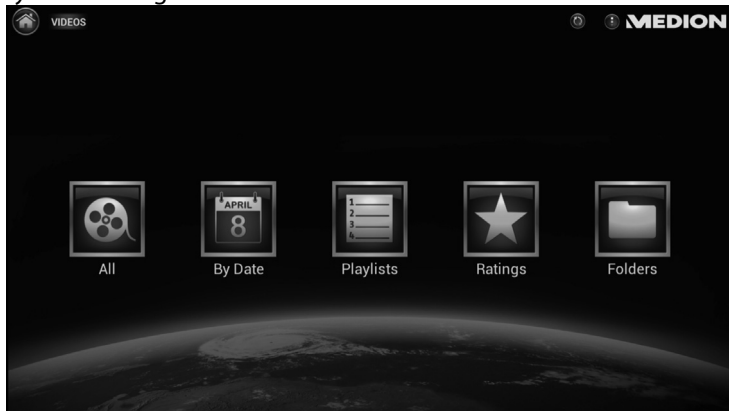 VIDEOS
MEDION
APRIL
8
1
2
3
4
All
By Date
Playlists
Ratings
Folders